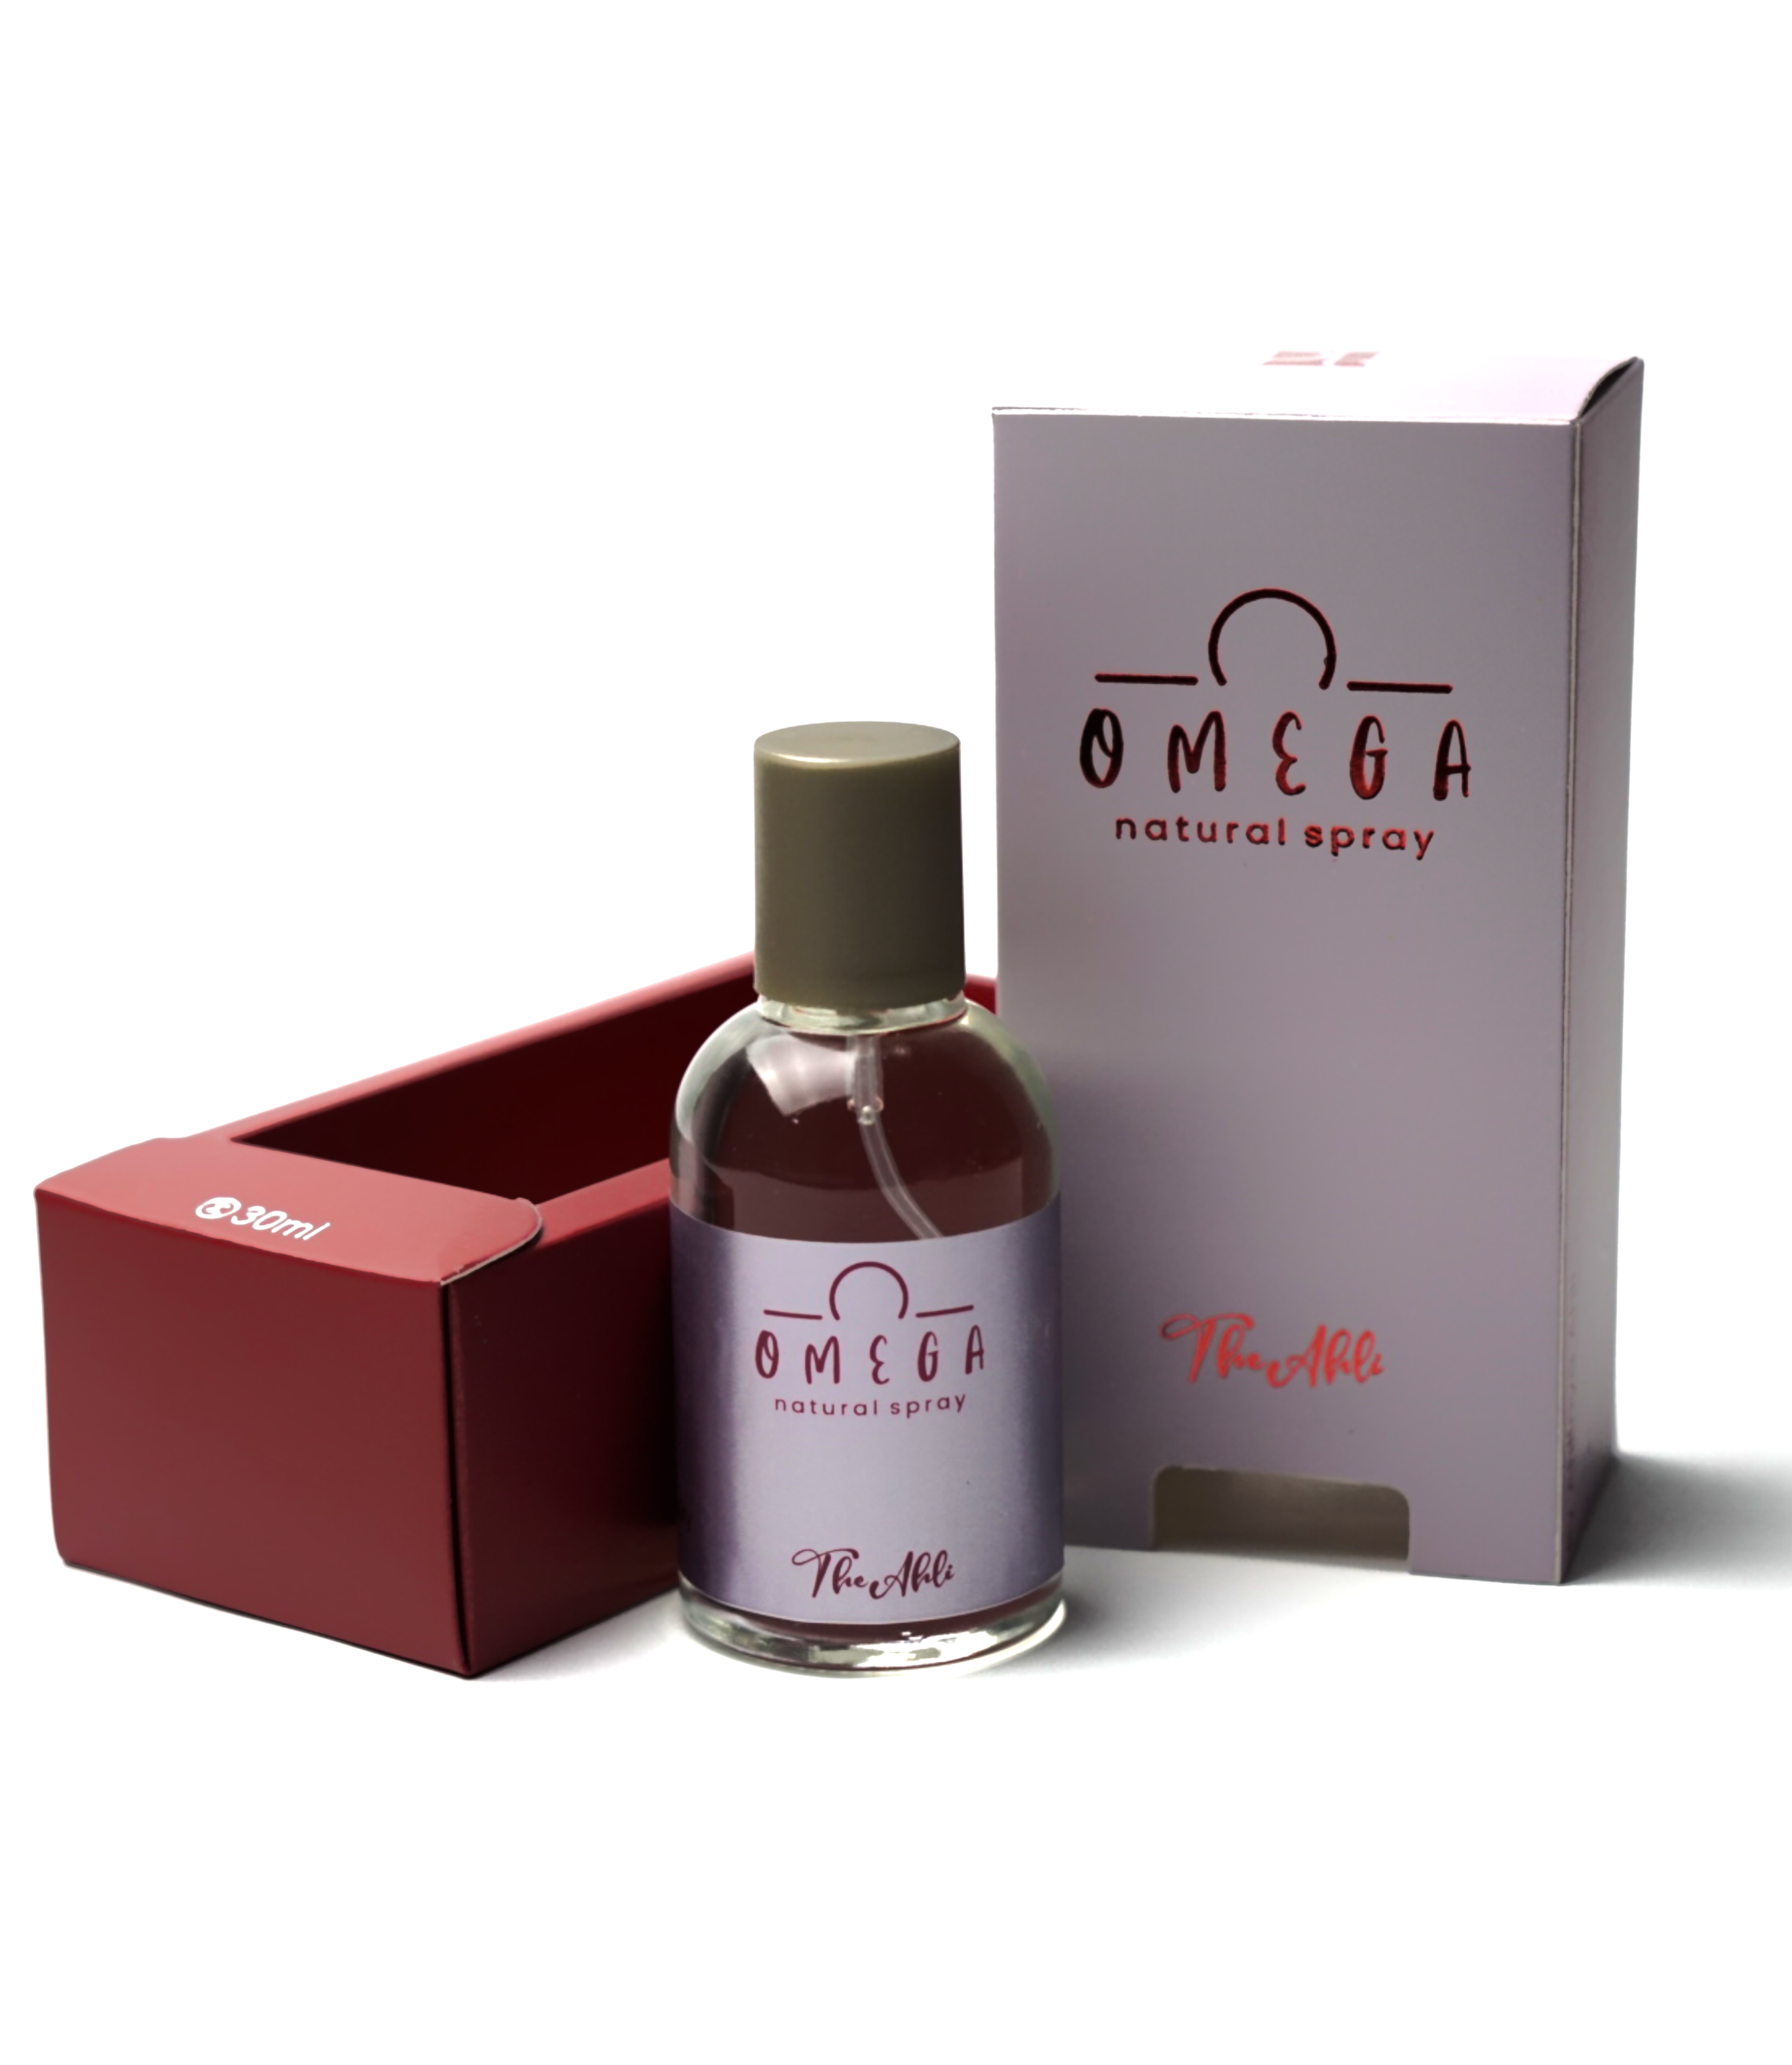 OMEGA
natural spray
The Ahli
30ml
OMEGA
natural spray
The Ahli